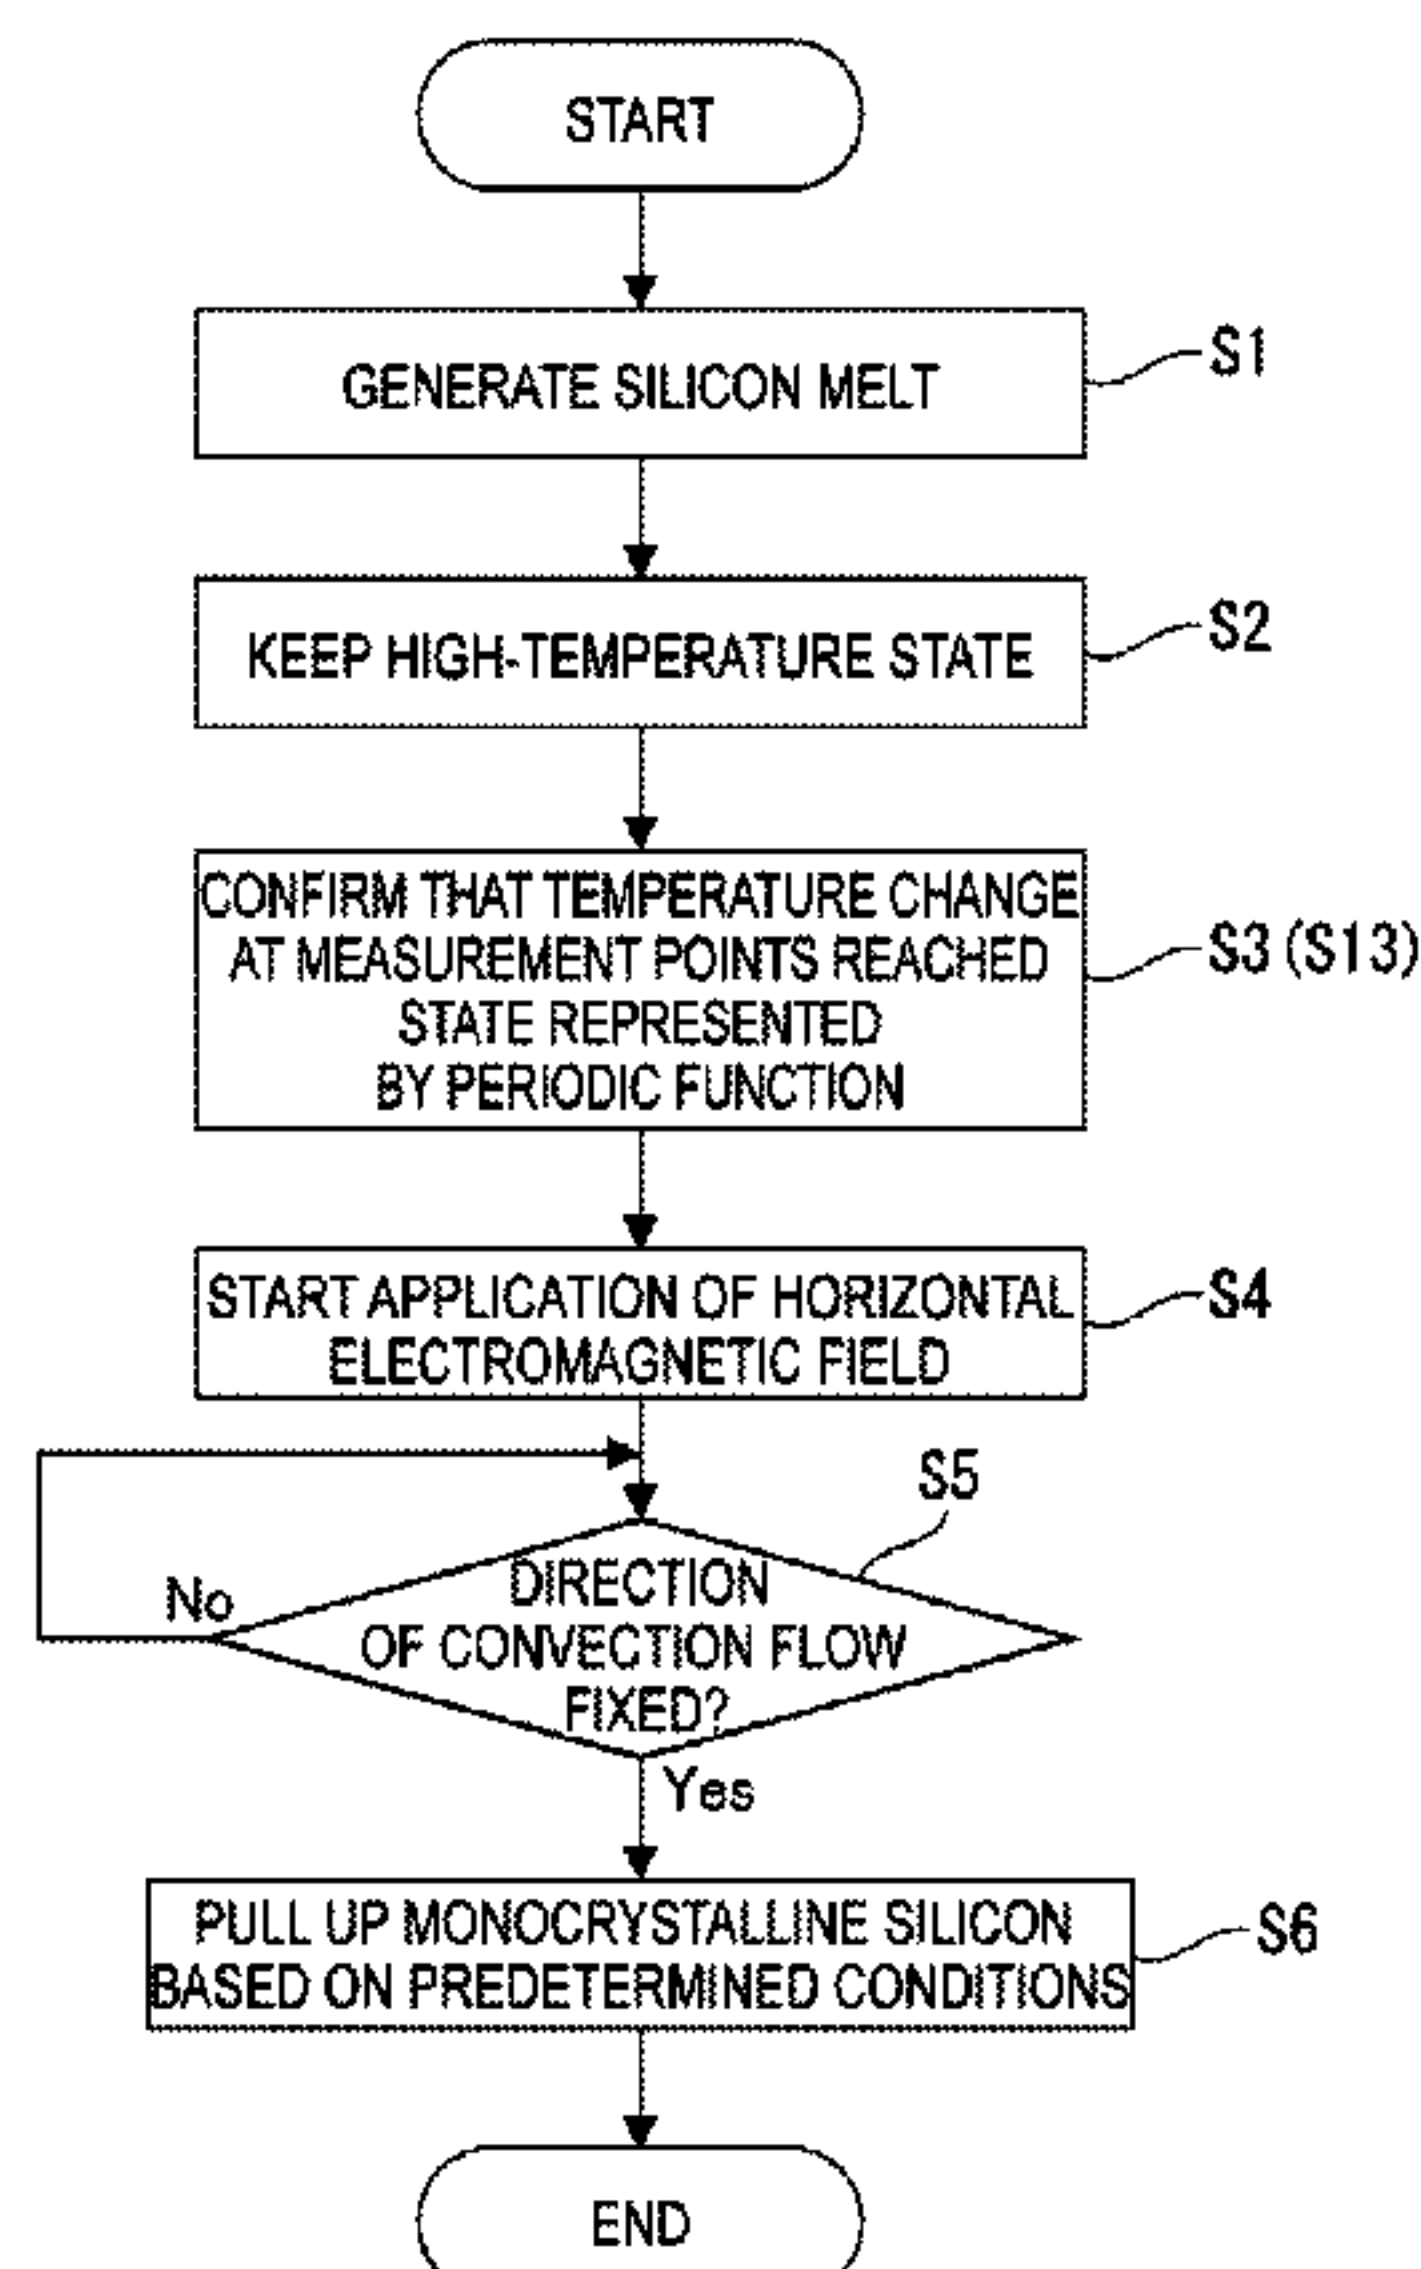 START
GENERATE SILICON MELT
S1
KEEP HIGH-TEMPERATURE STATE
S2
CONFIRM THAT TEMPERATURE CHANGE
AT MEASUREMENT POINTS REACHED
STATE REPRESENTED
BY PERIODIC FUNCTION
S3 (S13)
START APPLICATION OF HORIZONTAL
ELECTROMAGNETIC FIELD
S4
S5
DIRECTION
OF CONVECTION FLOW
FIXED?
No
Yes
PULL UP MONOCRYSTALLINE SILICON
BASED ON PREDETERMINED CONDITIONS
S6
END